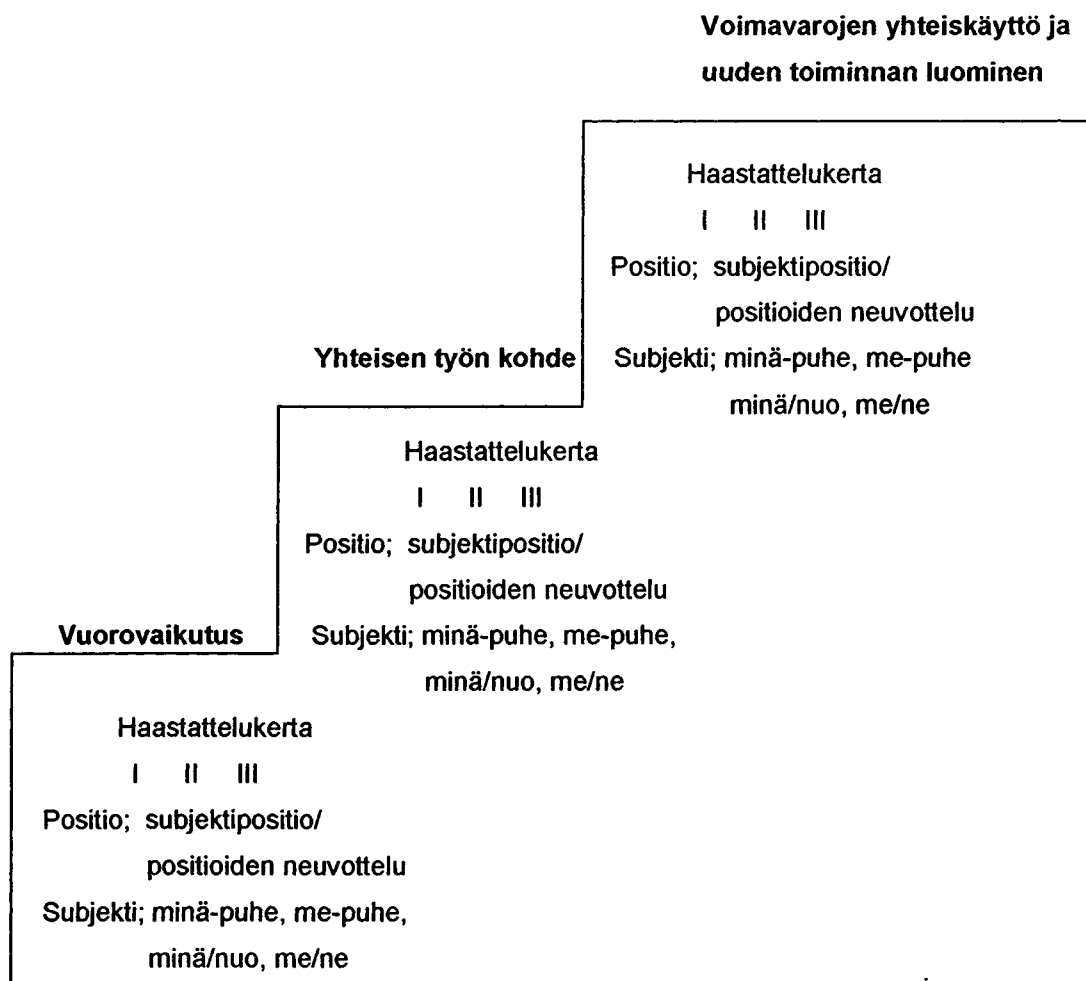 Voimavarojen yhteiskäyttö ja
uuden toiminnan luominen
Haastattelukerta
I II III
Positio; subjektipositio/
positioiden neuvottelu
Yhteisen työn kohde
Subjekti; minä-puhe, me-puhe
minä/nuo, me/ne
Haastattelukerta
I II III
Positio; subjektipositio/
positioiden neuvottelu
Vuorovaikutus
Subjekti; minä-puhe, me-puhe,
minä/nuo, me/ne
Haastattelukerta
I II III
Positio; subjektipositio/
positioiden neuvottelu
Subjekti; minä-puhe, me-puhe,
minä/nuo, me/ne